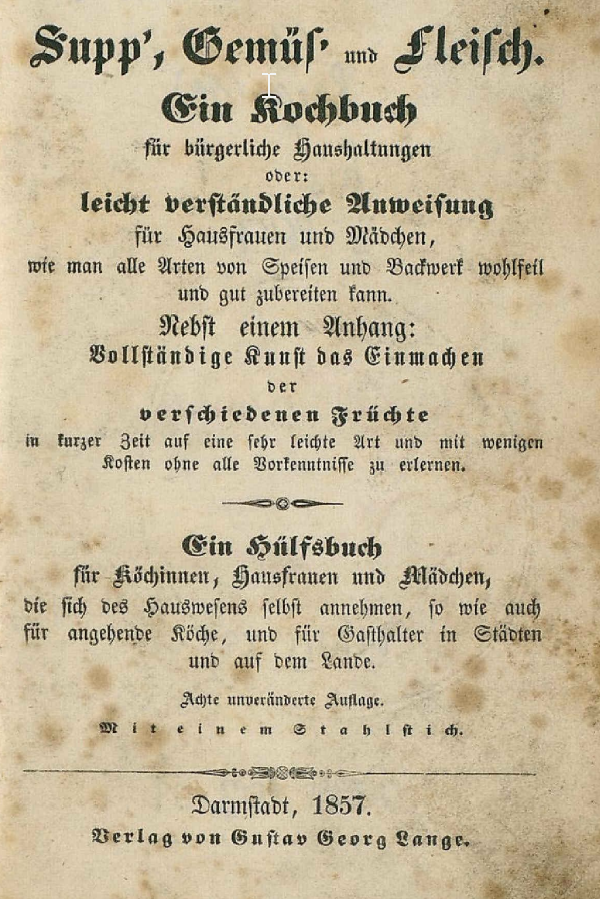 Supp', Gemüs' und Fleisch.
Ein Kochbuch
für bürgerliche Haushaltungen
oder:
leicht verständliche Anweisung
für Hausfrauen und Mädchen,
wie man alle Arten von Speisen und Backwerk wohlfeil
und gut zubereiten kann.
Nebst einem Anhang:
Vollständige Kunst das Einmachen
der
verschiedenen Früchte
in kurzer Zeit auf eine sehr leichte Art und mit wenigen
Kosten ohne alle Vorkenntnisse zu erlernen.
Ein Hülfsbuch
für Köchinnen, Hausfrauen und Mädchen,
die sich des Hauswesens selbst annehmen, so wie auch
für angehende Köche, und für Gasthalter in Städten
und auf dem Lande.
Achte unveränderte Auflage.
Mit einem Stahlstich.
Darmstadt, 1857.
Verlag von Gustav Georg Lange.